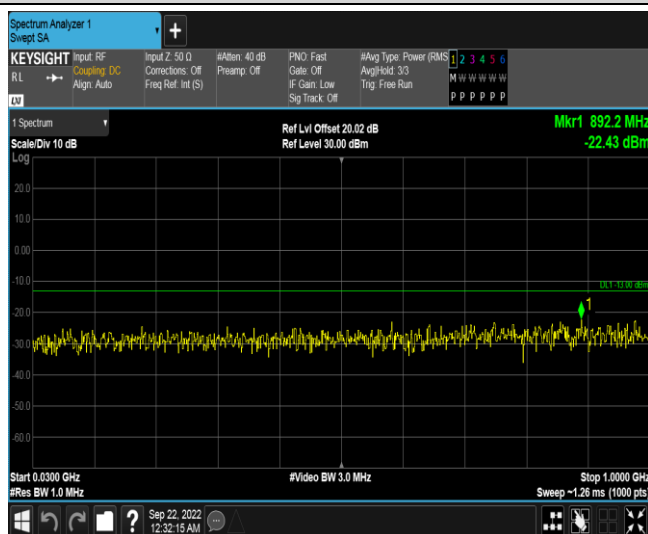 Spectrum Analyzer 1
Swept SA
+
KEYSIGHT
RL
LXI
Input: RF
Coupling: DC
Align: Auto
Input Z: 50 Ω
Corrections: Off
Freq Ref: Int (S)
#Atten: 40 dB
Preamp: Off
PNO: Fast
Gate: Off
IF Gain: Low
Sig Track: Off
#Avg Type: Power (RMS
Avg|Hold: 3/3
Trig: Free Run
1 2 3 4 5 6
M W W W W W
P P P P P P
1 Spectrum
Scale/Div 10 dB
Ref Lvl Offset 20.02 dB
Ref Level 30.00 dBm
Mkr1 892.2 MHz
-22.43 dBm
Log
20.0
10.0
0.00
-10.0
-20.0
-30.0
-40.0
-50.0
-60.0
DL1 -13.00 dBm
1
Start 0.0300 GHz
#Res BW 1.0 MHz
#Video BW 3.0 MHz
Stop 1.0000 GHz
Sweep ~1.26 ms (1000 pts)
?
Sep 22, 2022
12:32:15 AM